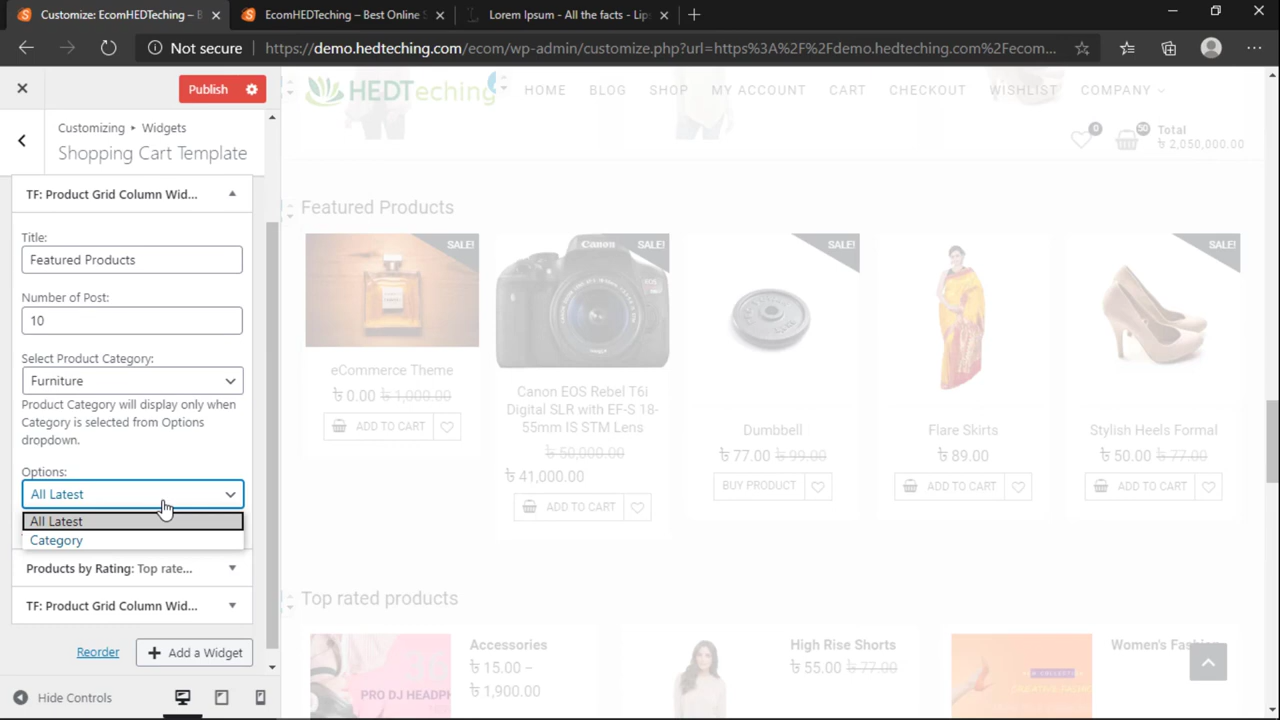 Customize: EcomHEDTeching – B
EcomHEDTeching – Best Online S
Lorem Ipsum - All the facts - Lips
Not secure
https://demo.hedteching.com/ecom/wp-admin/customize.php?url=https%3A%2F%2Fdemo.hedteching.com%2Fecom...
Publish
Customizing ▸ Widgets
Shopping Cart Template
TF: Product Grid Column Wid...
Title:
Featured Products
Number of Post:
10
Select Product Category:
Furniture
Product Category will display only when
Category is selected from Options
dropdown.
Options:
All Latest
All Latest
Category
Products by Rating: Top rate...
TF: Product Grid Column Wid...
Reorder
+ Add a Widget
Hide Controls
HEDTeching
HOME
BLOG
SHOP
MY ACCOUNT
CART
CHECKOUT
WISHLIST
COMPANY
0
50
Total
৳ 2,050,000.00
Featured Products
SALE!
eCommerce Theme
৳ 0.00 ৳ 1,000.00
ADD TO CART
Canon
SALE!
Canon EOS Rebel T6i
Digital SLR with EF-S 18-
55mm IS STM Lens
৳ 50,000.00
৳ 41,000.00
ADD TO CART
SALE!
Dumbbell
৳ 77.00 ৳ 99.00
BUY PRODUCT
Flare Skirts
৳ 89.00
ADD TO CART
SALE!
Stylish Heels Formal
৳ 50.00 ৳ 77.00
ADD TO CART
Top rated products
PRO DJ HEADPH
Accessories
৳ 15.00 –
৳ 1,900.00
High Rise Shorts
৳ 55.00 ৳ 77.00
Women's Fashion